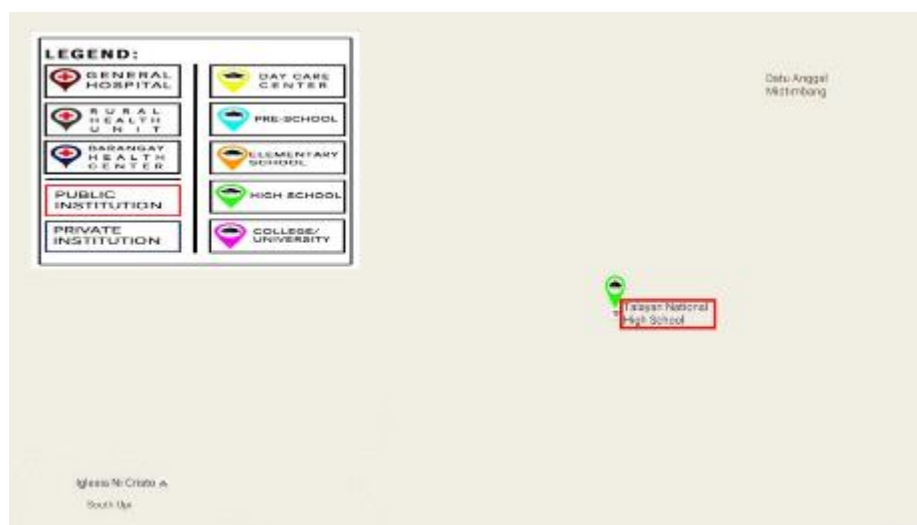 LEGEND:
GENERAL
HOSPITAL
RURAL
HEALTH
UNIT
BARANGAY
HEALTH
CENTER
PUBLIC
INSTITUTION
PRIVATE
INSTITUTION
DAY CARE
CENTER
PRE-SCHOOL
ELEMENTARY
SCHOOL
HIGH SCHOOL
COLLEGE/
UNIVERSITY
Datu Anggal
Midtimbang
Talayan National
High School
Iglesia Ni Cristo
South Upi